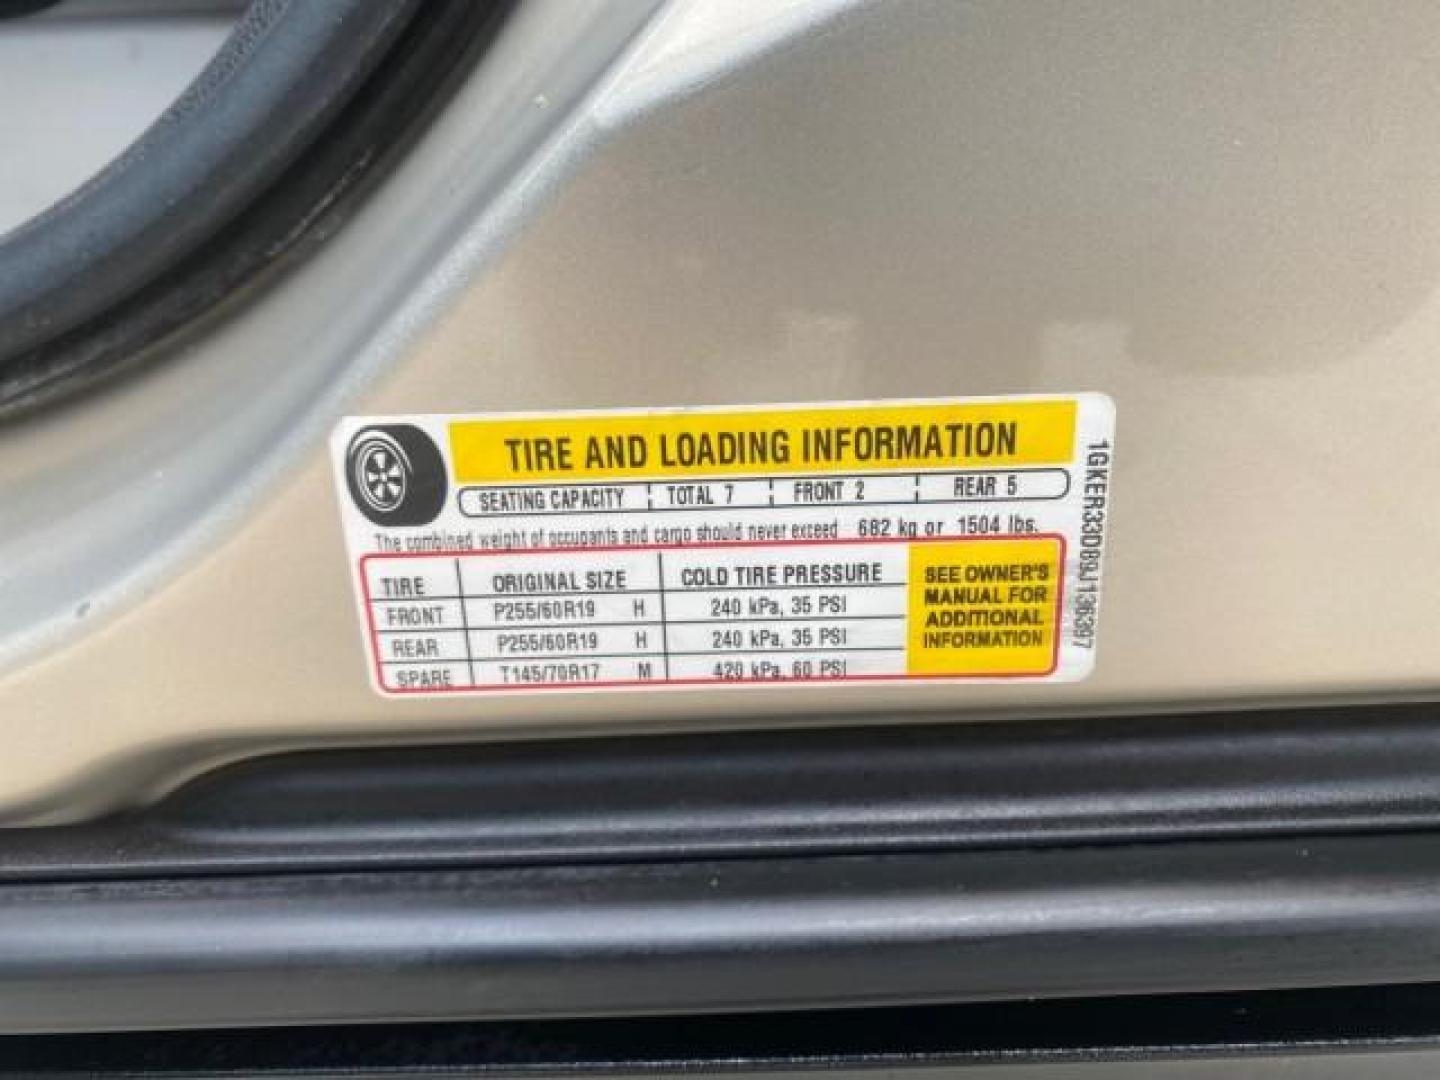 TIRE AND LOADING INFORMATION
SEATING CAPACITY TOTAL 7 FRONT 2 REAR 5
The combined weight of occupants and cargo should never exceed 682 kg or 1504 lbs.
TIRE ORIGINAL SIZE COLD TIRE PRESSURE
FRONT P255/60R19 H 240 kPa, 35 PSI
REAR P255/60R19 H 240 kPa, 35 PSI
SPARE T145/70R17 M 420 kPa, 60 PSI
SEE OWNER'S
MANUAL FOR
ADDITIONAL
INFORMATION
1GKER33D89J136397